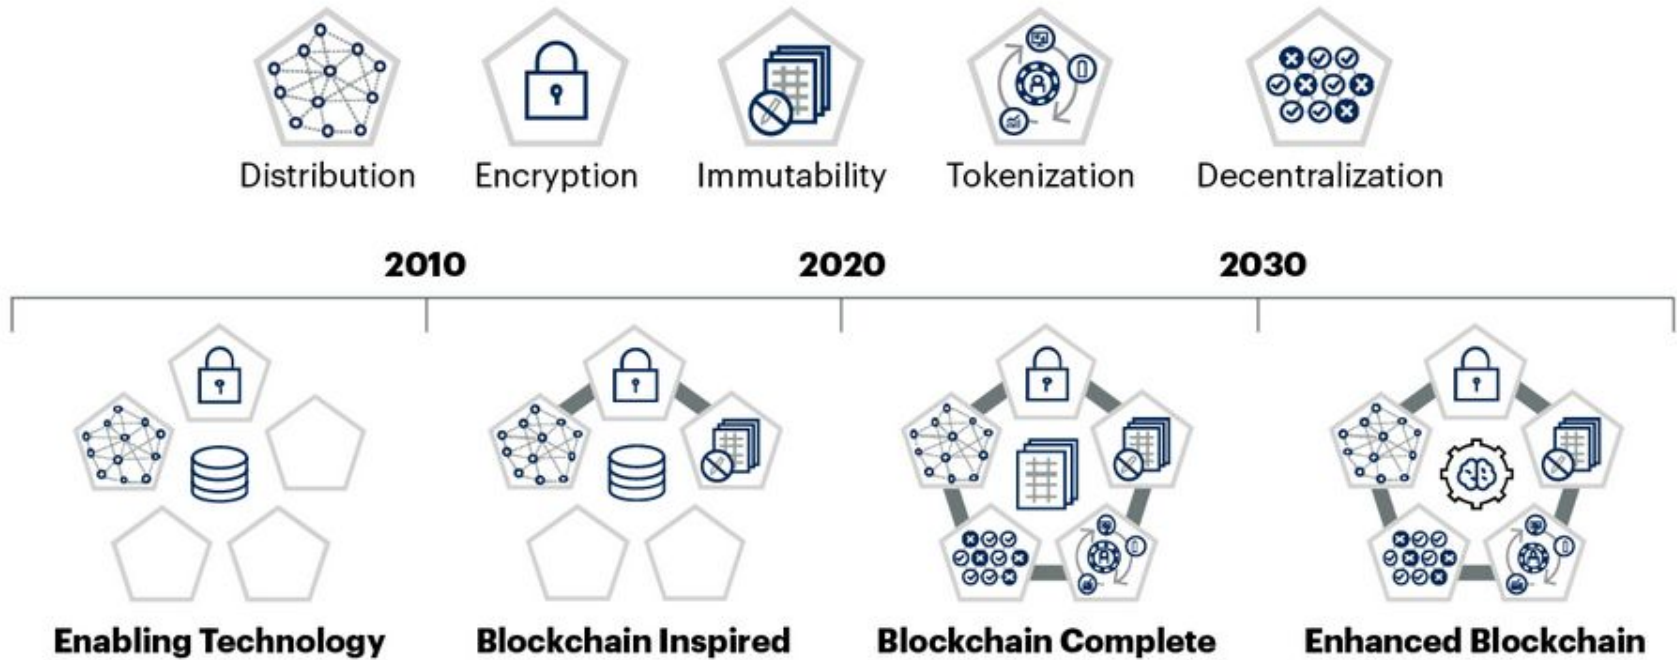 Distribution Encryption Immutability Tokenization Decentralization
2010 2020 2030
Enabling Technology Blockchain Inspired Blockchain Complete Enhanced Blockchain